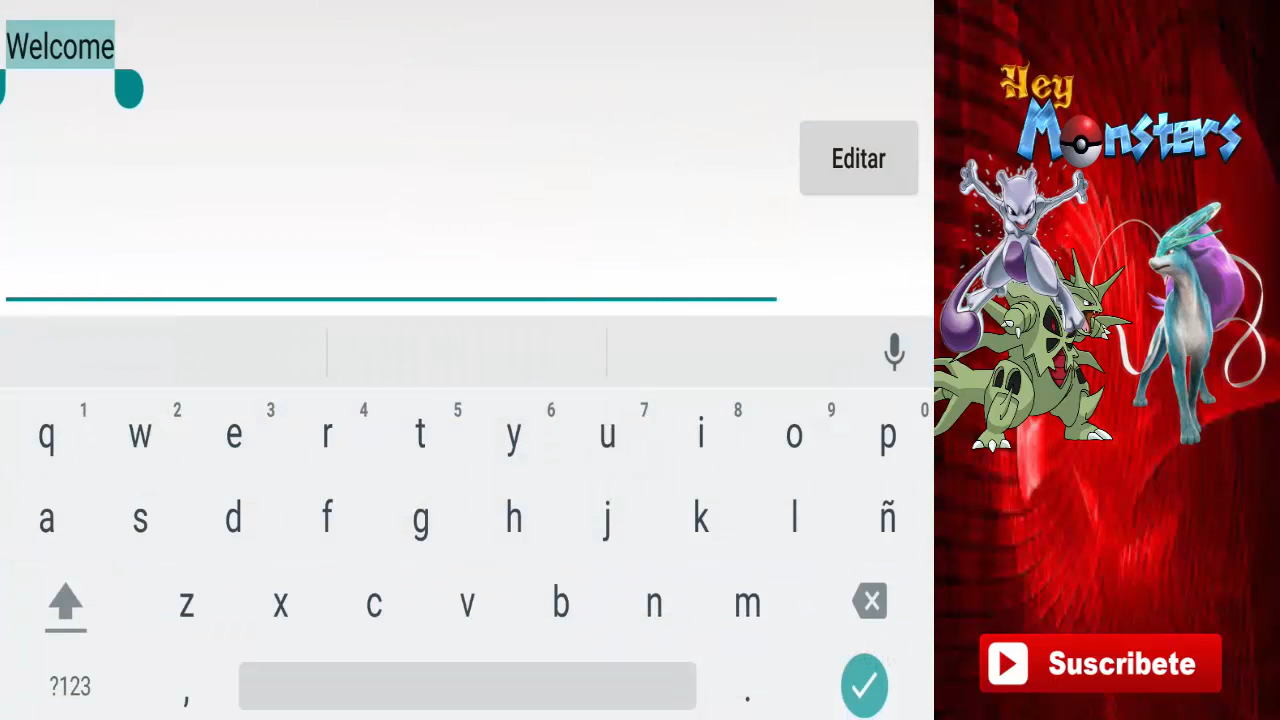 Welcome
Editar
Hey
Monsters
1 2 3 4 5 6 7 8 9 0
q w e r t y u i o p
a s d f g h j k l ñ
z x c v b n m
?123 , .
Suscribete